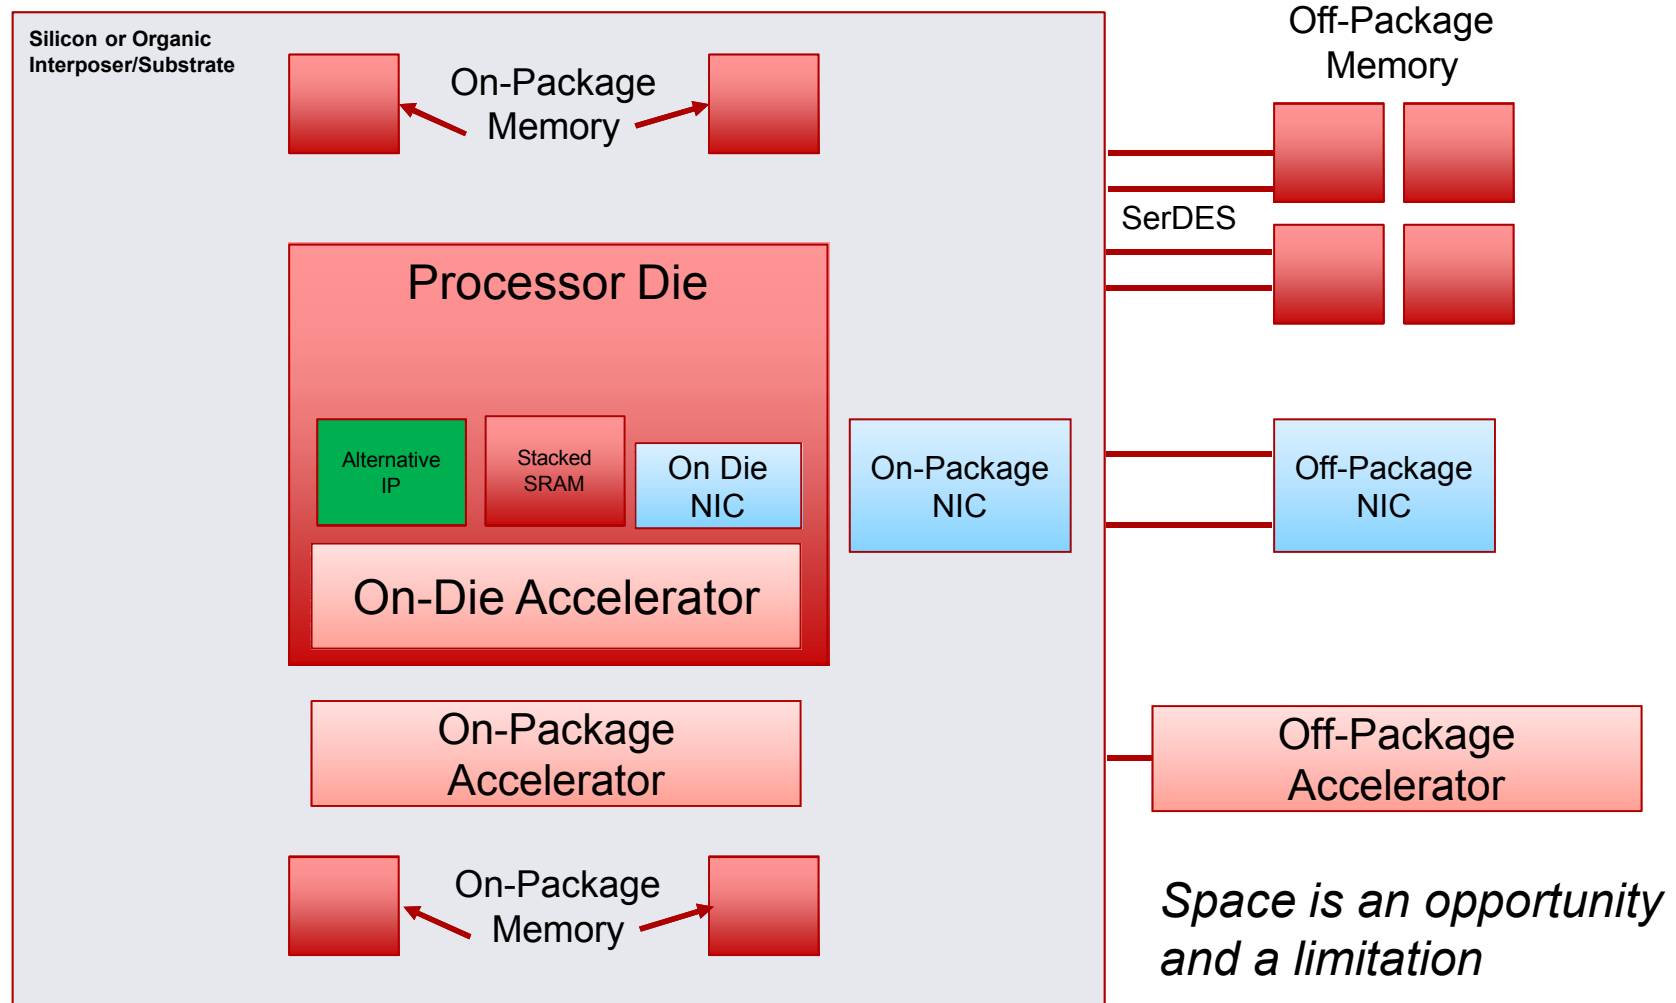 Silicon or Organic
Interposer/Substrate
On-Package
Memory
Off-Package
Memory
SerDES
Processor Die
Alternative
IP
Stacked
SRAM
On Die
NIC
On-Package
NIC
Off-Package
NIC
On-Die Accelerator
On-Package
Accelerator
Off-Package
Accelerator
On-Package
Memory
Space is an opportunity
and a limitation